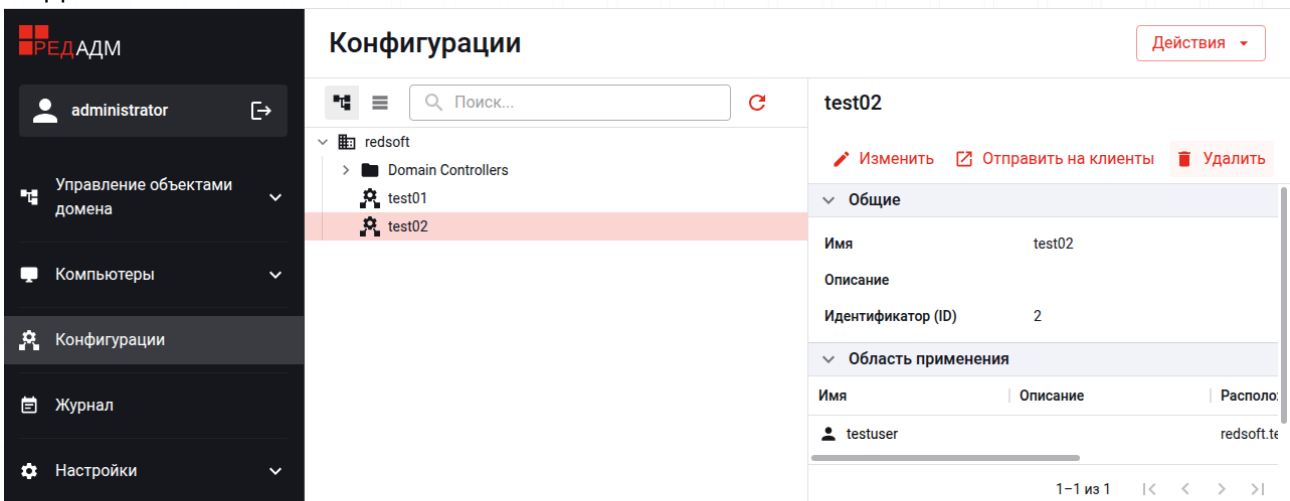 РЕД АДМ
Конфигурации
Действия
administrator
Поиск...
test02
redsoft
Изменить
Отправить на клиенты
Удалить
Domain Controllers
Управление объектами
домена
test01
Общие
test02
Имя test02
Описание
Компьютеры
Идентификатор (ID) 2
Конфигурации
Область применения
Имя Описание
Журнал
testuser
Настройки
1–1 из 1